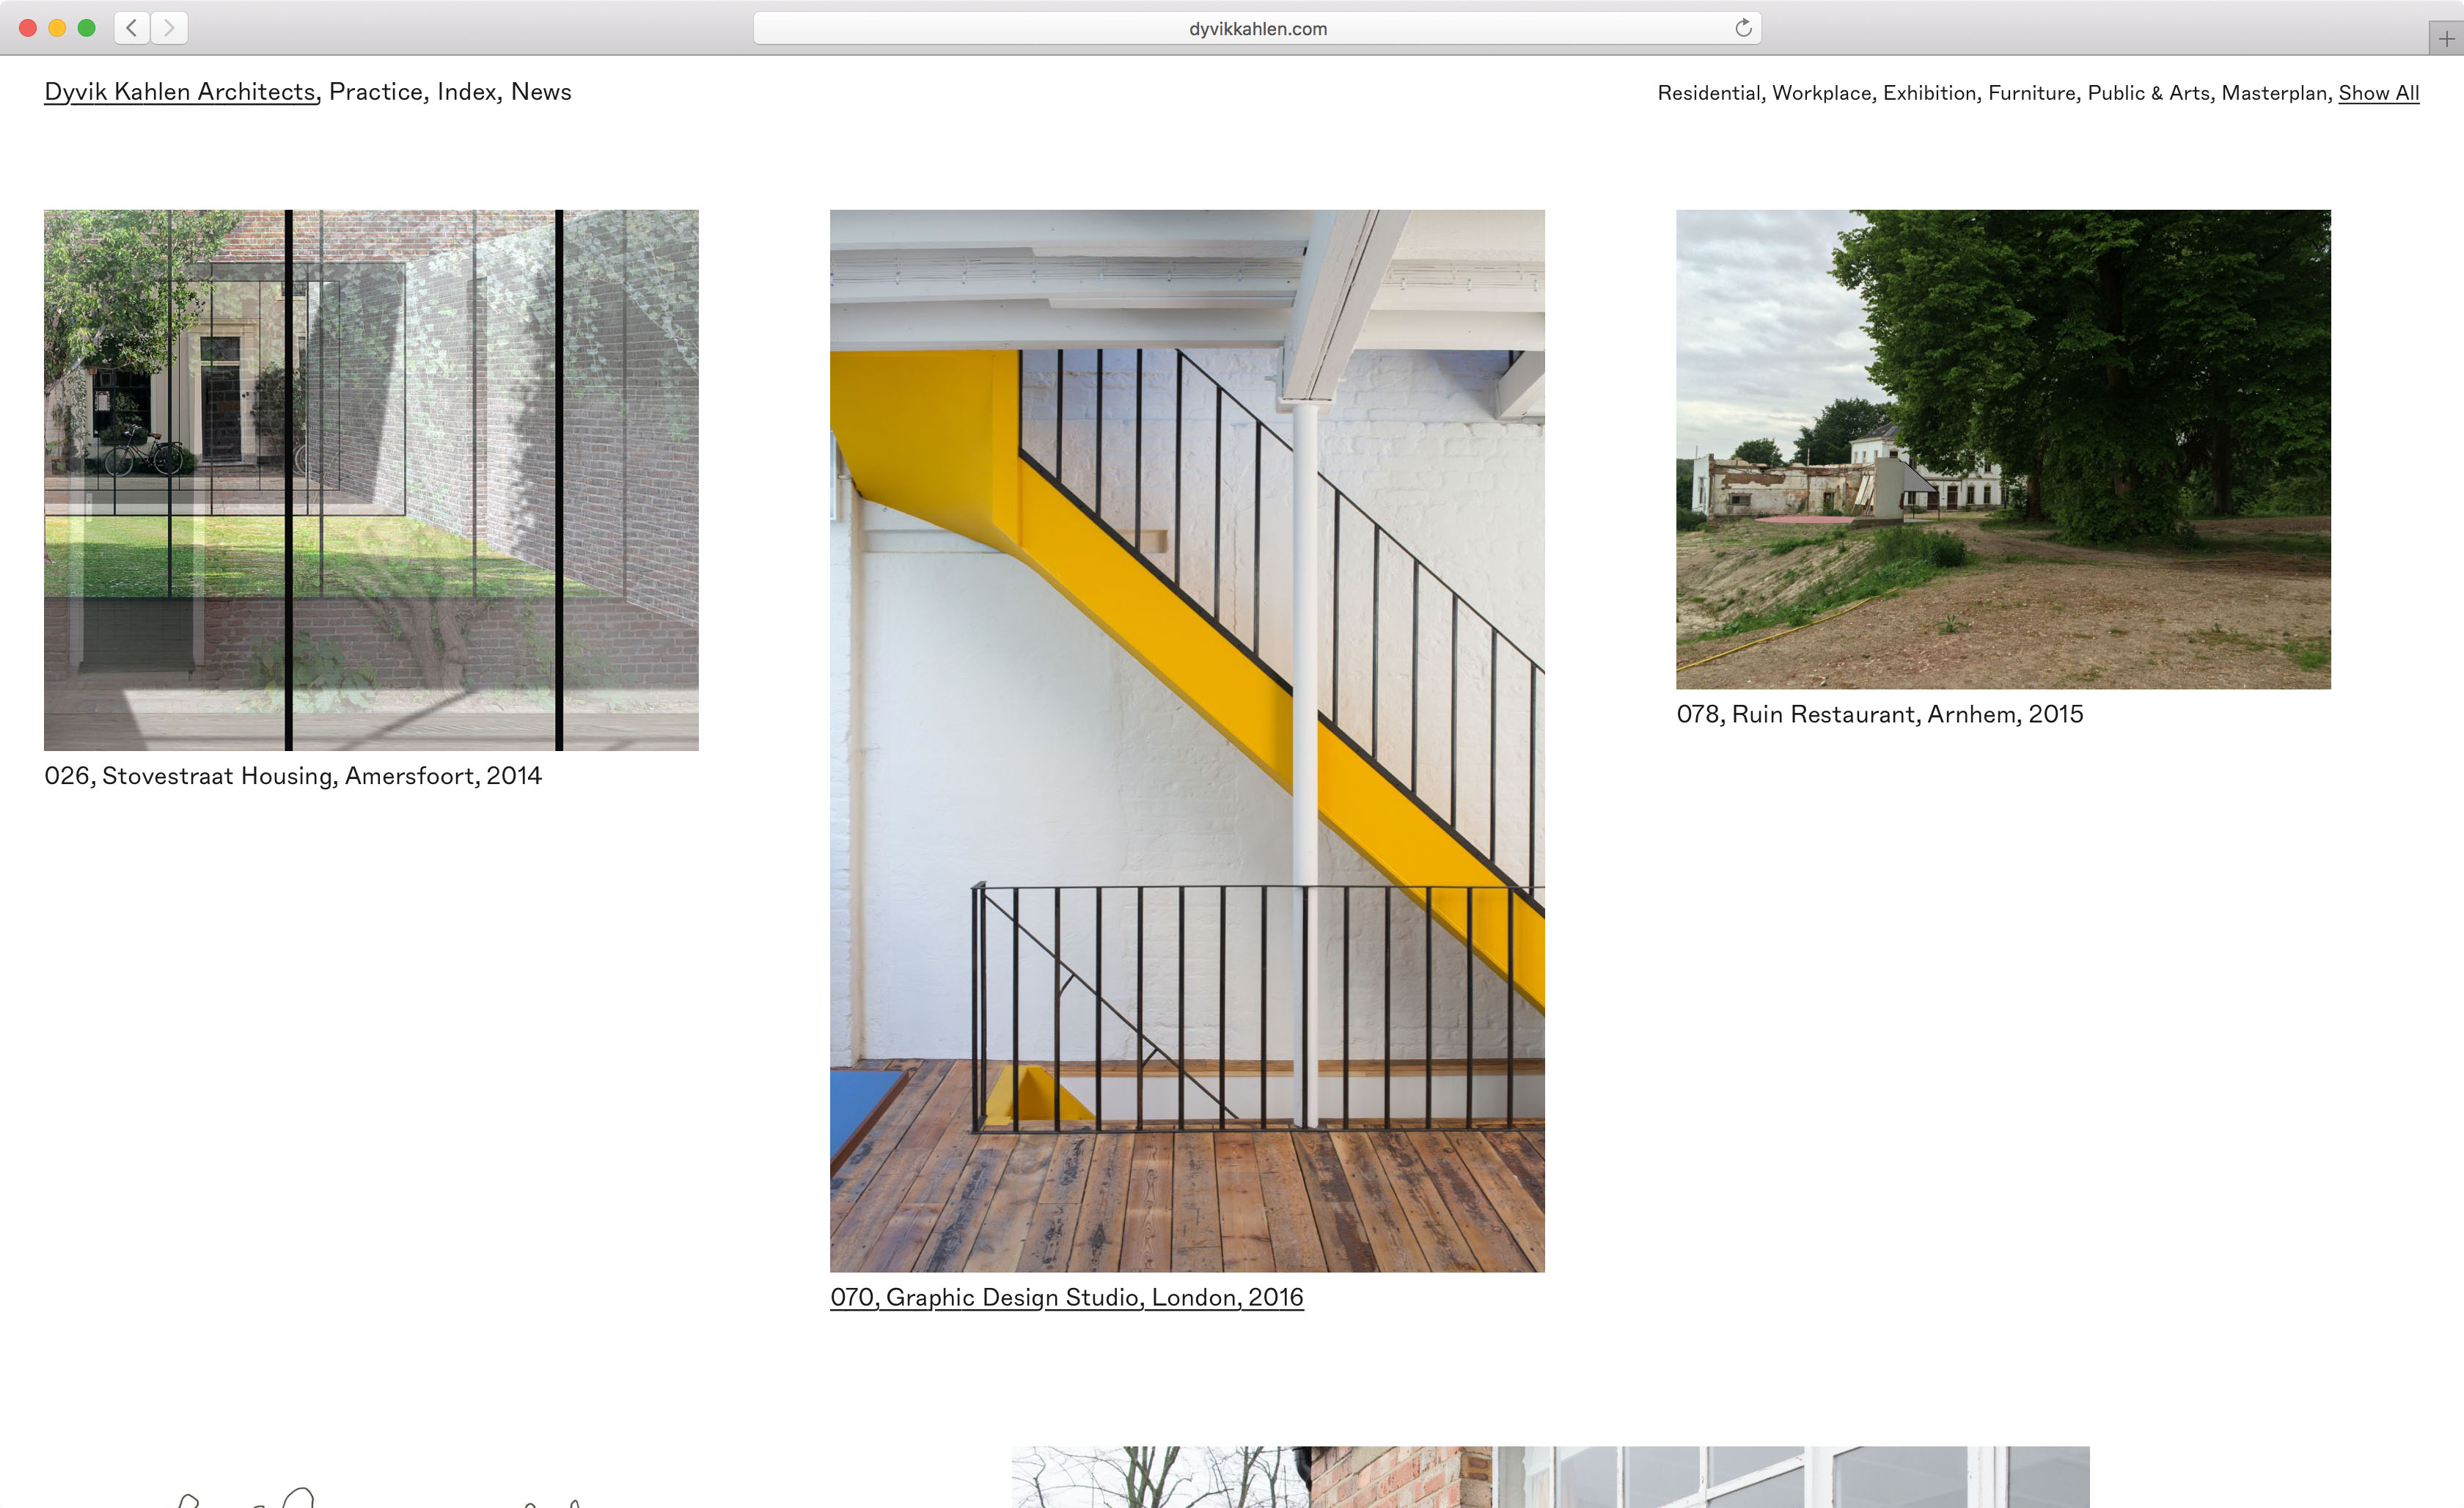 dyvikkahlen.com
Dyvik Kahlen Architects, Practice, Index, News
Residential, Workplace, Exhibition, Furniture, Public & Arts, Masterplan, Show All
078, Ruin Restaurant, Arnhem, 2015
026, Stovestraat Housing, Amersfoort, 2014
070, Graphic Design Studio, London, 2016